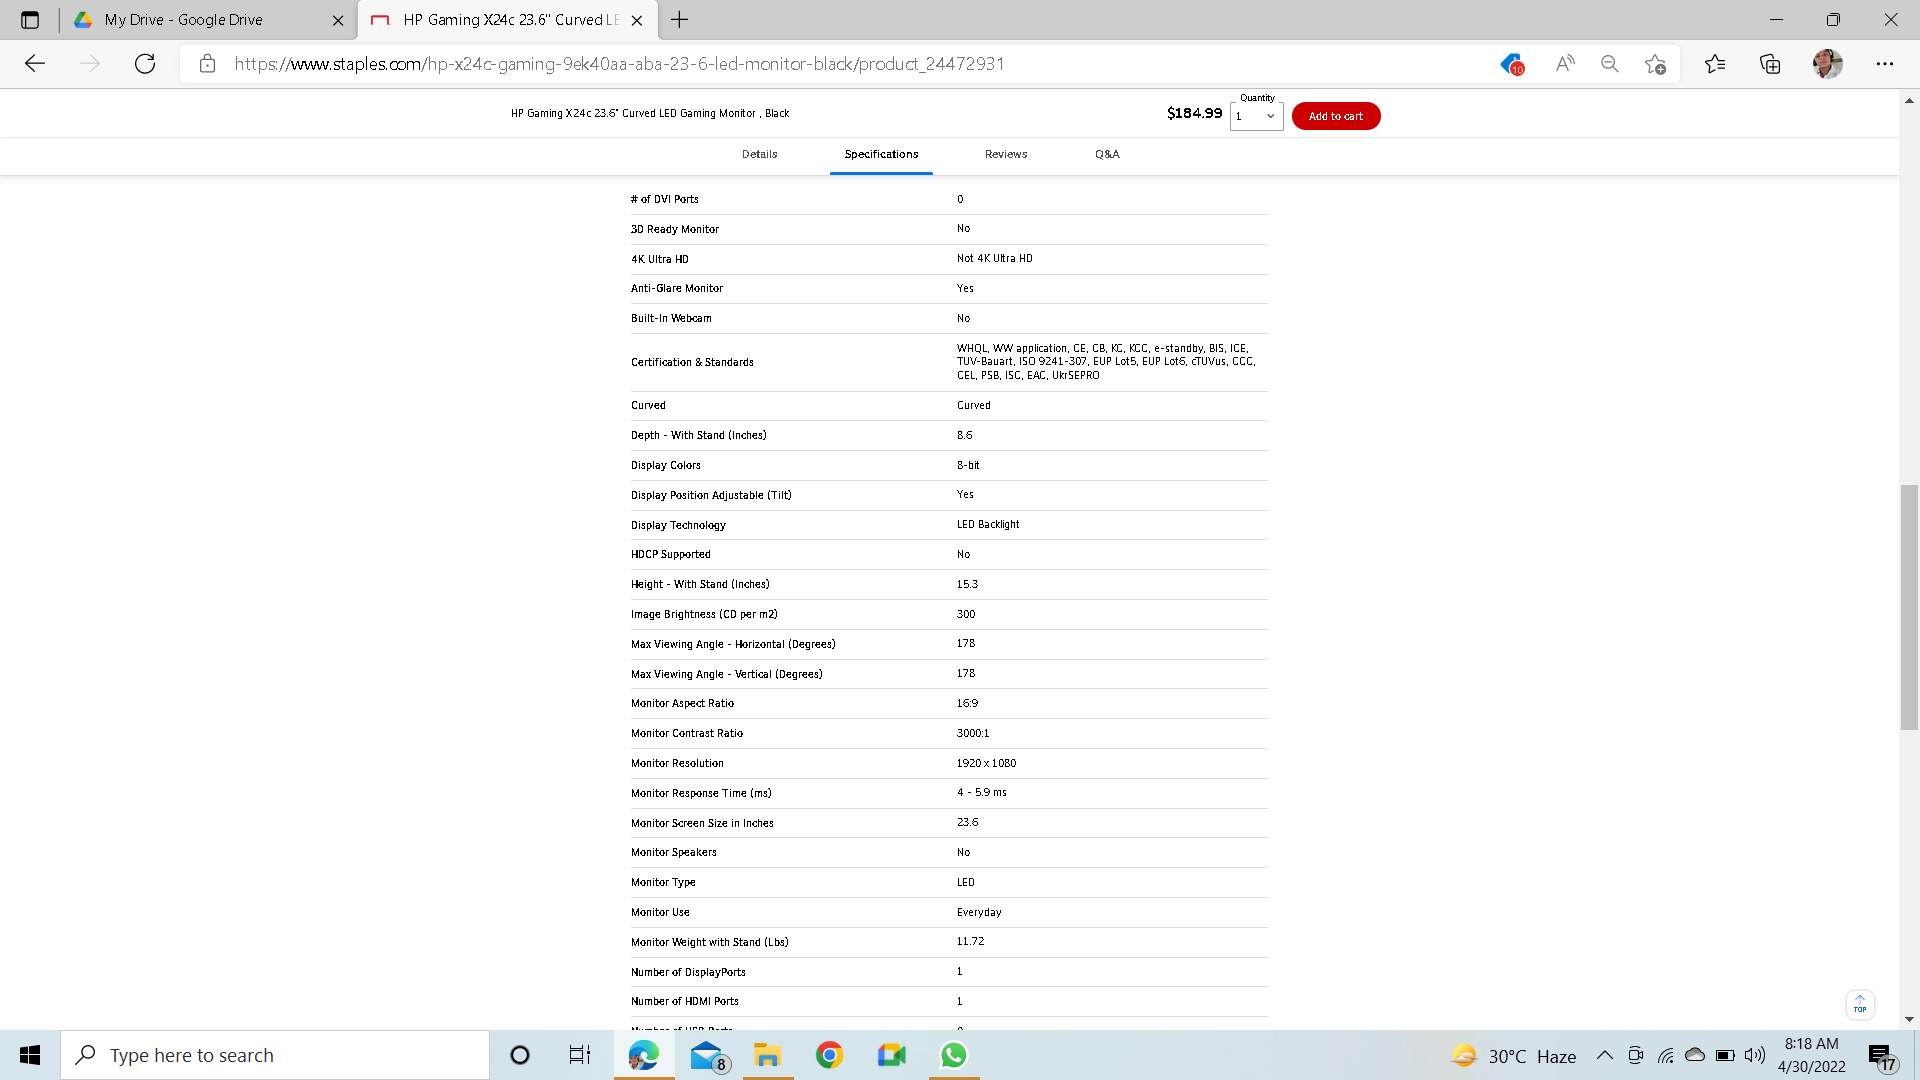 My Drive - Google Drive
HP Gaming X24c 23.6" Curved LE
https://www.staples.com/hp-x24c-gaming-9ek40aa-aba-23-6-led-monitor-black/product_24472931
10
HP Gaming X24c 23.6" Curved LED Gaming Monitor , Black
$184.99
Quantity
1
Add to cart
Details
Specifications
Reviews
Q&A
# of DVI Ports 0
3D Ready Monitor No
4K Ultra HD Not 4K Ultra HD
Anti-Glare Monitor Yes
Built-In Webcam No
Certification & Standards
WHQL, WW application, CE, CB, KC, KCC, e-standby, BIS, ICE,
TUV-Bauart, ISO 9241-307, EUP Lot5, EUP Lot6, cTUVus, CCC,
CEL, PSB, ISC, EAC, UkrSEPRO
Curved Curved
Depth - With Stand (Inches) 8.6
Display Colors 8-bit
Display Position Adjustable (Tilt) Yes
Display Technology LED Backlight
HDCP Supported No
Height - With Stand (Inches) 15.3
Image Brightness (CD per m2) 300
Max Viewing Angle - Horizontal (Degrees) 178
Max Viewing Angle - Vertical (Degrees) 178
Monitor Aspect Ratio 16:9
Monitor Contrast Ratio 3000:1
Monitor Resolution 1920 x 1080
Monitor Response Time (ms) 4 - 5.9 ms
Monitor Screen Size in Inches 23.6
Monitor Speakers No
Monitor Type LED
Monitor Use Everyday
Monitor Weight with Stand (Lbs) 11.72
Number of DisplayPorts 1
Number of HDMI Ports 1
TOP
Type here to search
8
30°C Haze
8:18 AM
4/30/2022
17